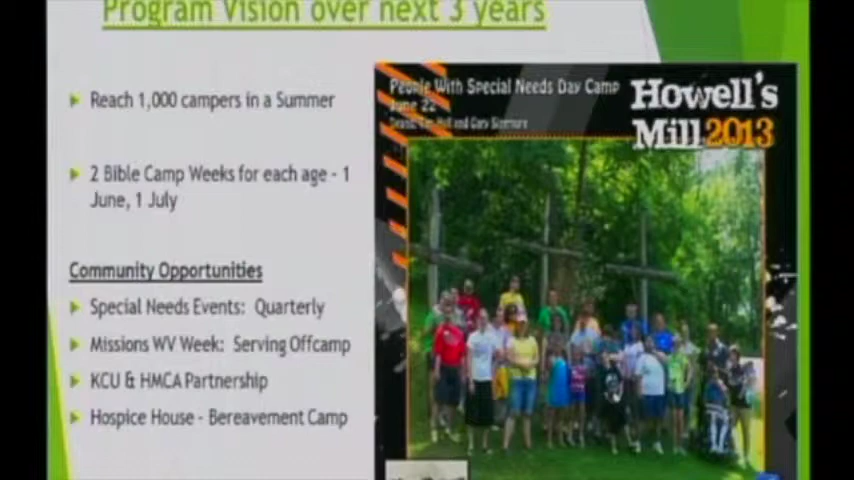 Program Vision over next 3 years
Reach 1,000 campers in a Summer
2 Bible Camp Weeks for each age - 1
June, 1 July
Community Opportunities
Special Needs Events: Quarterly
Missions WV Week: Serving Offcamp
KCU & HMCA Partnership
Hospice House - Bereavement Camp
People With Special Needs Day Camp
June 22
Howell's
Mill 2013